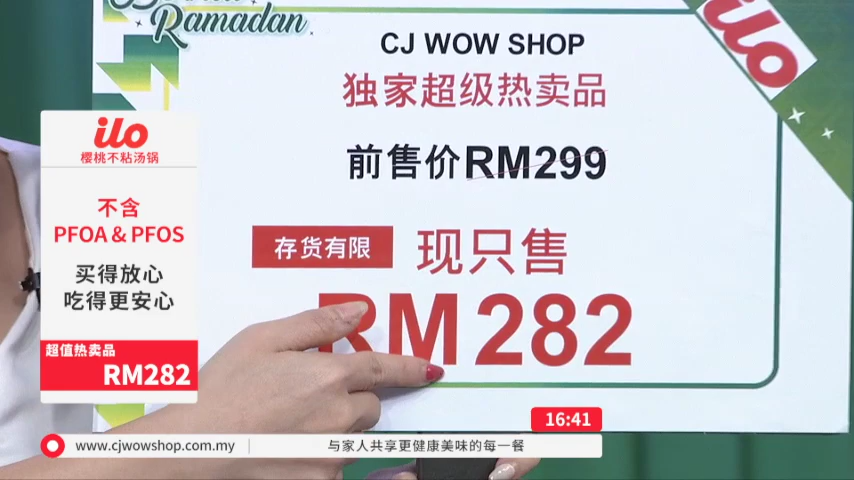 Ramadan
CJ WOW SHOP
独家超级热卖品
前售价RM299
存货有限
现只售
RM282
ilo
ilo
樱桃不粘汤锅
不含
PFOA & PFOS
买得放心
吃得更安心
超值热卖品
RM282
16:41
www.cjwowshop.com.my
与家人共享更健康美味的每一餐